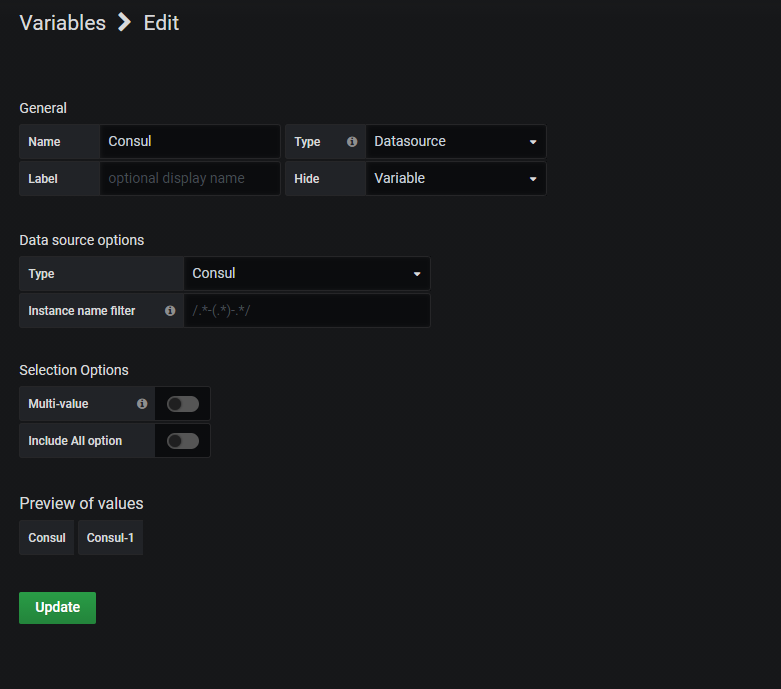 Variables > Edit
General
Name Consul Type Datasource
Label optional display name Hide Variable
Data source options
Type Consul
Instance name filter /.*-(.*)-.*/
Selection Options
Multi-value
Include All option
Preview of values
Consul Consul-1
Update